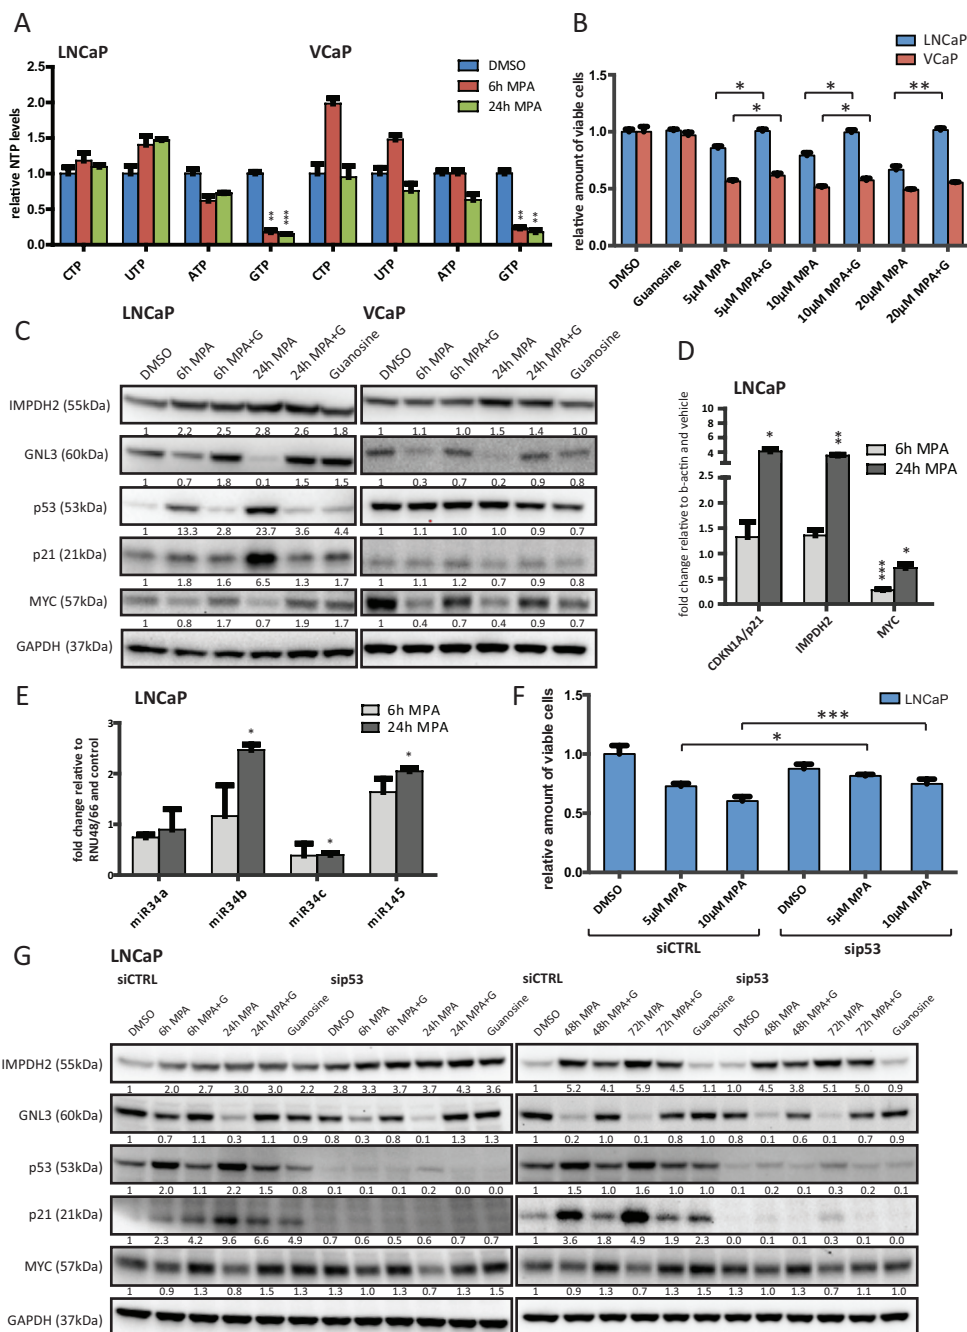 A
LNCaP
VCaP
DMSO
6h MPA
24h MPA
relative NTP levels
2.5
2.0
1.5
1.0
0.5
0.0
** *** ** **
CTP UTP ATP GTP CTP UTP ATP GTP
B
LNCaP
VCaP
relative amount of viable cells
1.5
1.0
0.5
0.0
* * * * **
DMSO
Guanosine
5µM MPA
5µM MPA+G
10µM MPA
10µM MPA+G
20µM MPA
20µM MPA+G
C
LNCaP VCaP
DMSO 6h MPA 6h MPA+G 24h MPA 24h MPA+G Guanosine DMSO 6h MPA 6h MPA+G 24h MPA 24h MPA+G Guanosine
IMPDH2 (55kDa)
1 2.2 2.5 2.8 2.6 1.8 1 1.1 1.0 1.5 1.4 1.0
GNL3 (60kDa)
1 0.7 1.8 0.1 1.5 1.5 1 0.3 0.7 0.2 0.9 0.8
p53 (53kDa)
1 13.3 2.8 23.7 3.6 4.4 1 1.1 1.0 1.0 0.9 0.7
p21 (21kDa)
1 1.8 1.6 6.5 1.3 1.7 1 1.1 1.2 0.7 0.9 0.8
MYC (57kDa)
1 0.8 1.7 0.7 1.9 1.7 1 0.4 0.7 0.4 0.9 0.7
GAPDH (37kDa)
D
LNCaP
6h MPA
24h MPA
fold change relative to b-actin and vehicle
10
8
6
4
2.5
2.0
1.5
1.0
0.5
0.0
* ** *** *
CDKN1A/p21
IMPDH2
MYC
E
LNCaP
6h MPA
24h MPA
fold change relative to
RNU48/66 and control
3
2
1
0
* * *
miR34a miR34b miR34c miR145
F
LNCaP
relative amount of viable cells
1.5
1.0
0.5
0.0
***
*
DMSO 5µM MPA 10µM MPA DMSO 5µM MPA 10µM MPA
siCTRL sip53
G
LNCaP
siCTRL sip53 siCTRL sip53
DMSO 6h MPA 6h MPA+G 24h MPA 24h MPA+G Guanosine DMSO 6h MPA 6h MPA+G 24h MPA 24h MPA+G Guanosine DMSO 48h MPA 48h MPA+G 72h MPA 72h MPA+G Guanosine DMSO 48h MPA 48h MPA+G 72h MPA 72h MPA+G Guanosine
IMPDH2 (55kDa)
1 2.0 2.7 3.0 3.0 2.2 2.8 3.3 3.7 3.7 4.3 3.6 1 5.2 4.1 5.9 4.5 1.1 1.0 4.5 3.8 5.1 5.0 0.9
GNL3 (60kDa)
1 0.7 1.1 0.3 1.1 0.9 0.8 0.3 0.8 0.1 1.3 1.3 1 0.2 1.0 0.1 0.8 1.0 0.8 0.1 0.6 0.1 0.7 0.9
p53 (53kDa)
1 2.0 1.1 2.2 1.5 0.8 0.1 0.1 0.1 0.2 0.0 0.0 1 1.5 1.0 1.6 1.0 1.0 0.1 0.2 0.1 0.3 0.2 0.1
p21 (21kDa)
1 2.3 4.2 9.6 6.6 4.9 0.7 0.6 0.5 0.6 0.7 0.7 1 3.6 1.8 4.9 1.9 2.3 0.0 0.1 0.1 0.3 0.1 0.0
MYC (57kDa)
1 0.9 1.3 0.8 1.5 1.3 1.3 1.0 1.3 0.7 1.3 1.5 1 0.9 1.3 0.7 1.3 1.5 1.3 1.0 1.3 0.7 1.1 1.0
GAPDH (37kDa)